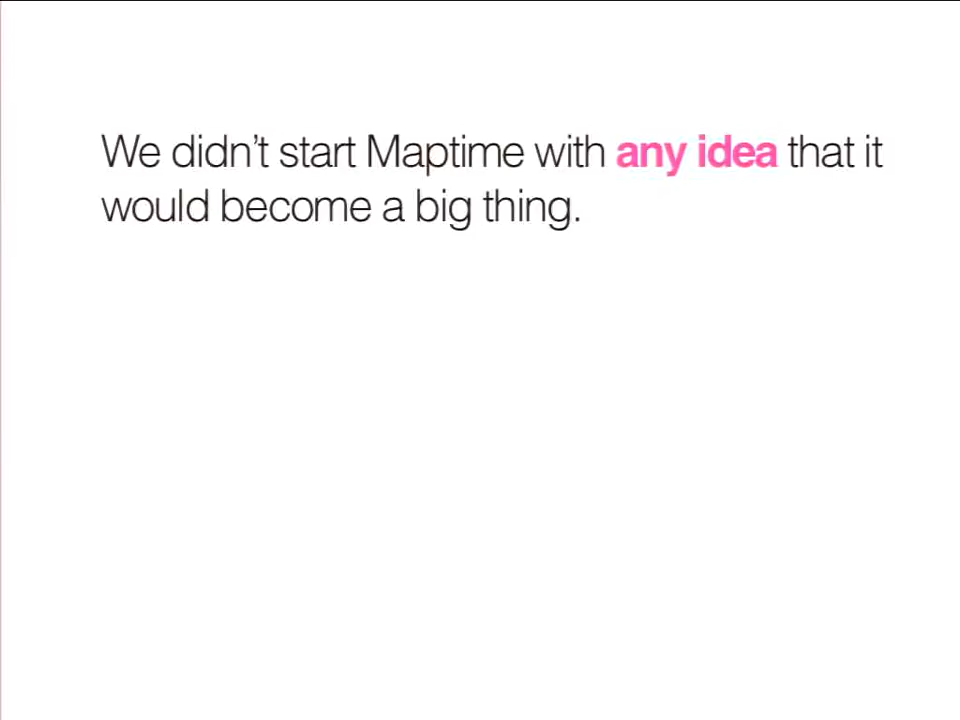 We didn’t start Maptime with any idea that it
would become a big thing.